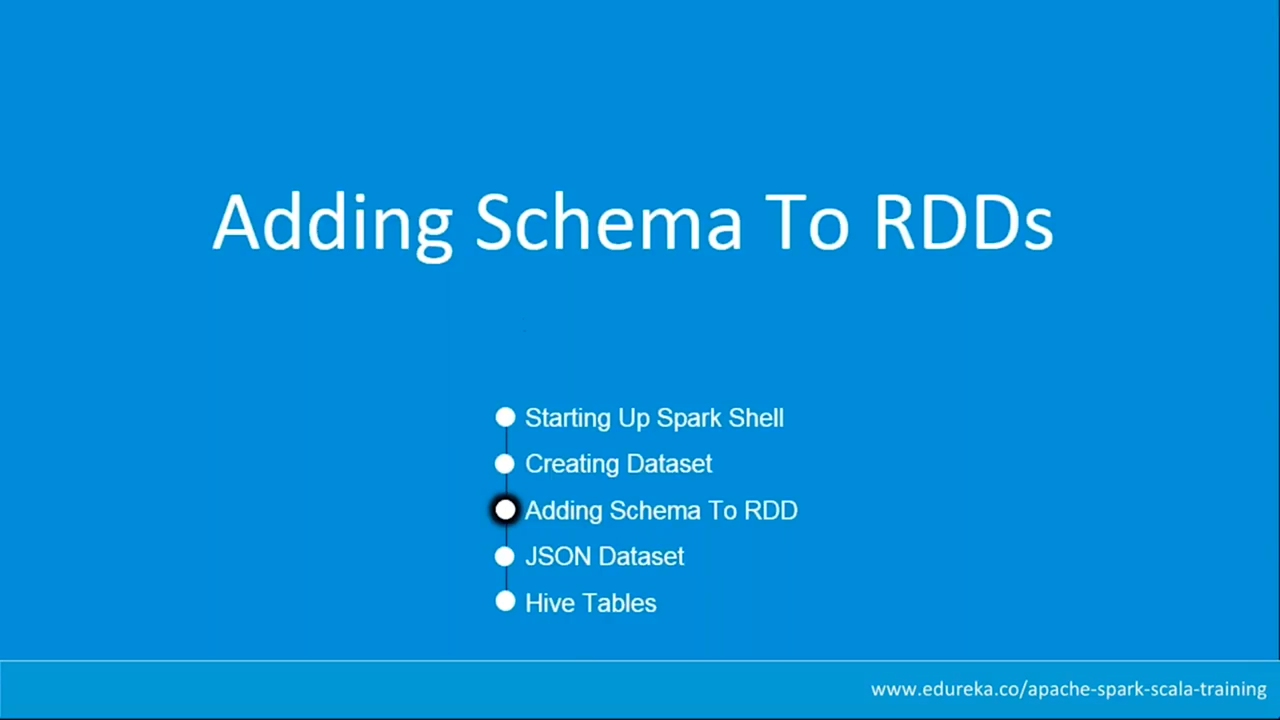 Adding Schema To RDDs
Starting Up Spark Shell
Creating Dataset
Adding Schema To RDD
JSON Dataset
Hive Tables
www.edureka.co/apache-spark-scala-training